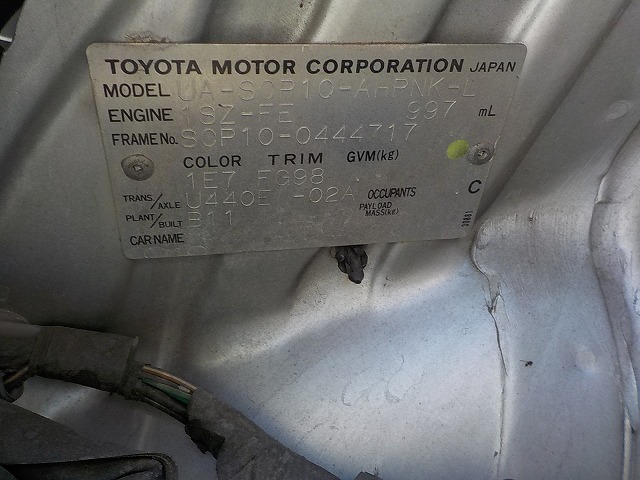 TOYOTA MOTOR CORPORATION JAPAN
MODEL UA-SCP10-AHPNK-L
ENGINE 1SZ-FE 997 mL
FRAME No. SCP10-0444717
COLOR TRIM GVM(kg)
1E7 FG98
TRANS./AXLE U440E -02A OCCUPANTS C
PLANT/BUILT B11 PAYLOAD MASS(kg)
CAR NAME